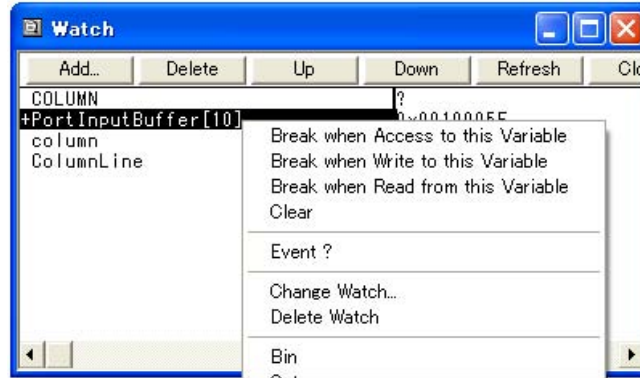 Watch
Add... Delete Up Down Refresh
COLUMN ?
+PortInputBuffer[10] 0x0010005F
column
ColumnLine
Break when Access to this Variable
Break when Write to this Variable
Break when Read from this Variable
Clear
Event ?
Change Watch...
Delete Watch
Bin